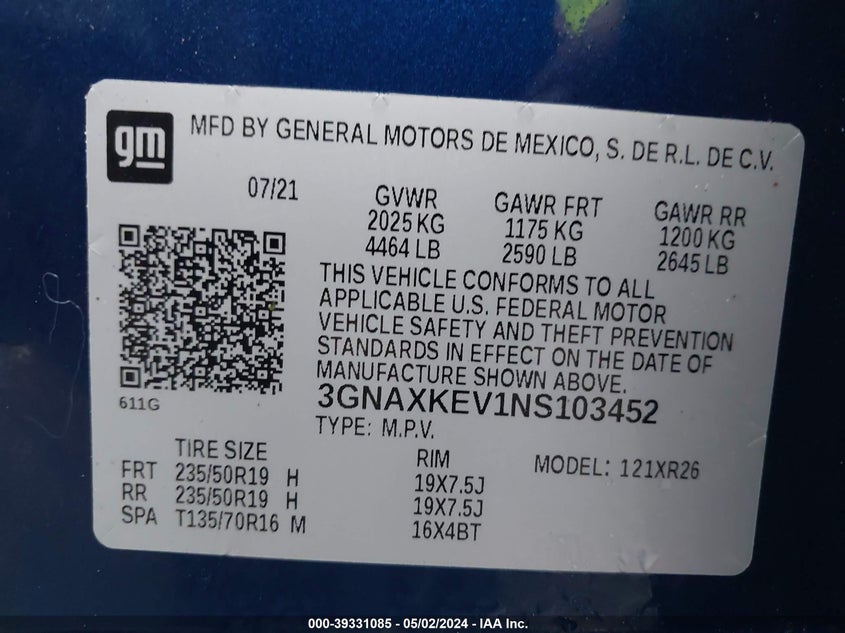 gm
MFD BY GENERAL MOTORS DE MEXICO, S. DE R.L. DE C.V.
07/21
GVWR GAWR FRT GAWR RR
2025 KG 1175 KG 1200 KG
4464 LB 2590 LB 2645 LB
THIS VEHICLE CONFORMS TO ALL
APPLICABLE U.S. FEDERAL MOTOR
VEHICLE SAFETY AND THEFT PREVENTION
STANDARDS IN EFFECT ON THE DATE OF
MANUFACTURE SHOWN ABOVE.
611G
3GNAXKEV1NS103452
TYPE: M.P.V.
TIRE SIZE RIM MODEL: 121XR26
FRT 235/50R19 H 19X7.5J
RR 235/50R19 H 19X7.5J
SPA T135/70R16 M 16X4BT
000-39331085 - 05/02/2024 - IAA Inc.